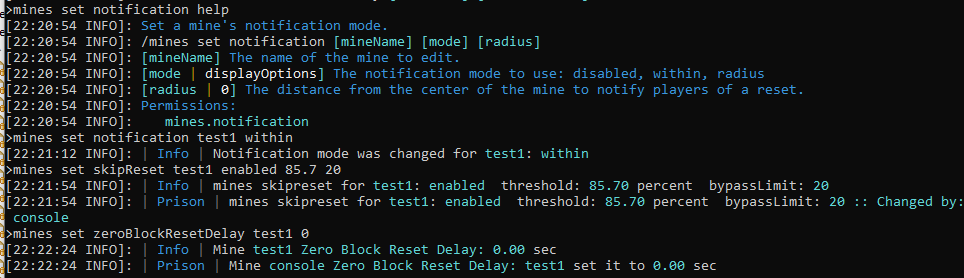 >mines set notification help
[22:20:54 INFO]: Set a mine's notification mode.
[22:20:54 INFO]: /mines set notification [mineName] [mode] [radius]
[22:20:54 INFO]: [mineName] The name of the mine to edit.
[22:20:54 INFO]: [mode | displayOptions] The notification mode to use: disabled, within, radius
[22:20:54 INFO]: [radius | 0] The distance from the center of the mine to notify players of a reset.
[22:20:54 INFO]: Permissions:
[22:20:54 INFO]:    mines.notification
>mines set notification test1 within
[22:21:12 INFO]: | Info | Notification mode was changed for test1: within
>mines set skipReset test1 enabled 85.7 20
[22:21:54 INFO]: | Info | mines skipreset for test1: enabled  threshold: 85.70 percent  bypassLimit: 20
[22:21:54 INFO]: | Prison | mines skipreset for test1: enabled  threshold: 85.70 percent  bypassLimit: 20 :: Changed by:
console
>mines set zeroBlockResetDelay test1 0
[22:22:24 INFO]: | Info | Mine test1 Zero Block Reset Delay: 0.00 sec
[22:22:24 INFO]: | Prison | Mine console Zero Block Reset Delay: test1 set it to 0.00 sec